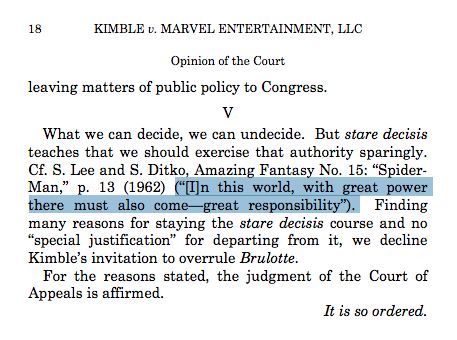 18 KIMBLE v. MARVEL ENTERTAINMENT, LLC
Opinion of the Court
leaving matters of public policy to Congress.
V
What we can decide, we can undecide. But stare decisis
teaches that we should exercise that authority sparingly.
Cf. S. Lee and S. Ditko, Amazing Fantasy No. 15: “Spider-
Man,” p. 13 (1962) (“[I]n this world, with great power
there must also come—great responsibility”). Finding
many reasons for staying the stare decisis course and no
“special justification” for departing from it, we decline
Kimble’s invitation to overrule Brulotte.
For the reasons stated, the judgment of the Court of
Appeals is affirmed.
It is so ordered.